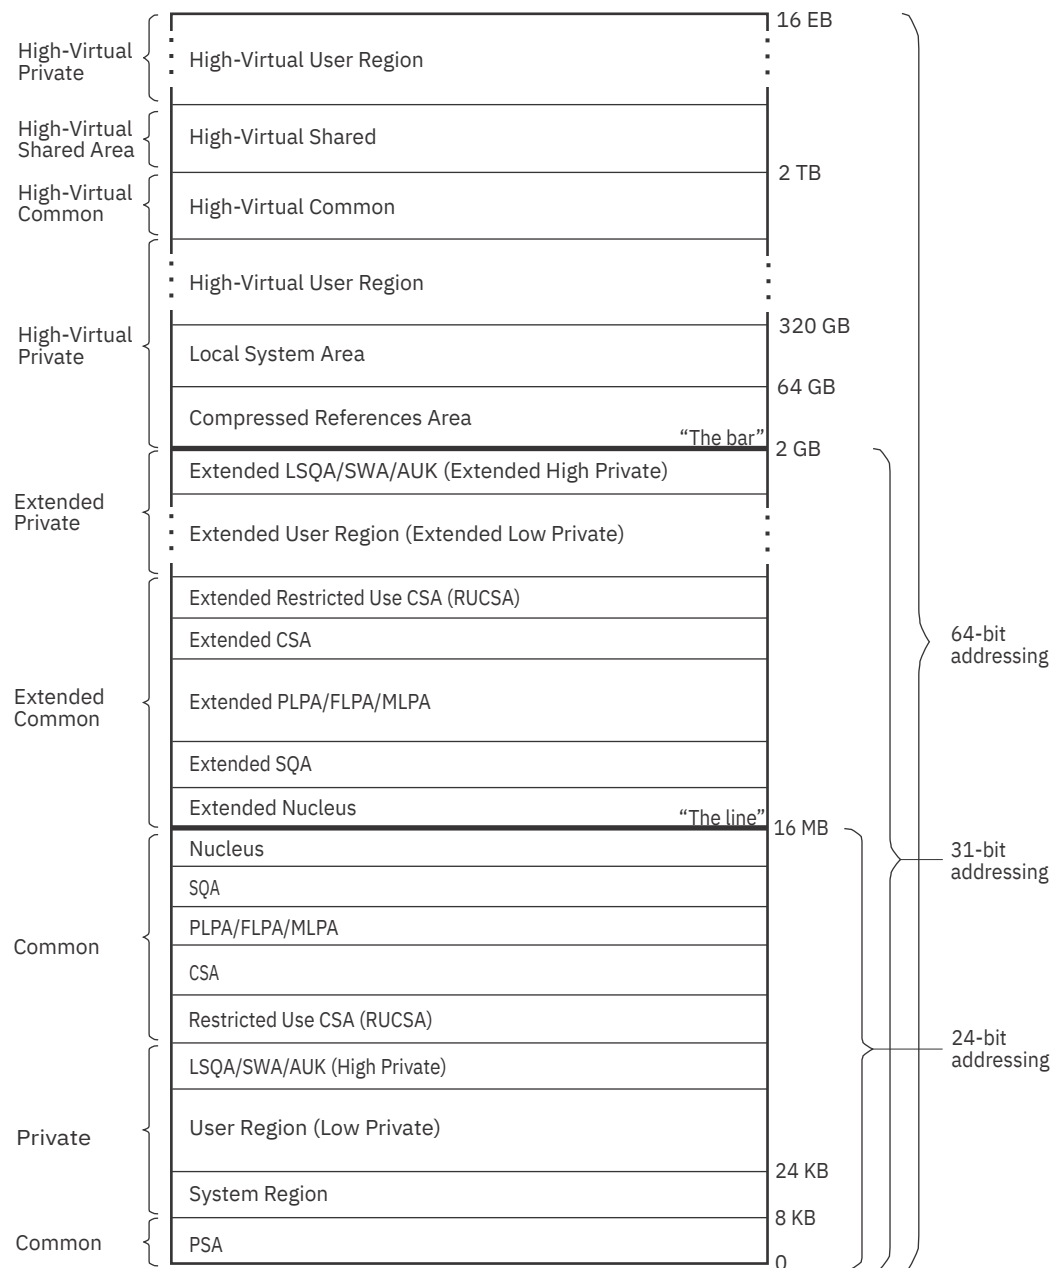 16 EB
High-Virtual
Private
High-Virtual User Region
High-Virtual
Shared Area
High-Virtual Shared
2 TB
High-Virtual
Common
High-Virtual Common
High-Virtual User Region
High-Virtual
Private
320 GB
Local System Area
64 GB
Compressed References Area
“The bar”
2 GB
Extended LSQA/SWA/AUK (Extended High Private)
Extended
Private
Extended User Region (Extended Low Private)
Extended Restricted Use CSA (RUCSA)
Extended CSA
64-bit
addressing
Extended
Common
Extended PLPA/FLPA/MLPA
Extended SQA
Extended Nucleus
“The line”
16 MB
Nucleus
31-bit
addressing
SQA
PLPA/FLPA/MLPA
Common
CSA
Restricted Use CSA (RUCSA)
24-bit
addressing
LSQA/SWA/AUK (High Private)
User Region (Low Private)
Private
24 KB
System Region
8 KB
Common
PSA
0